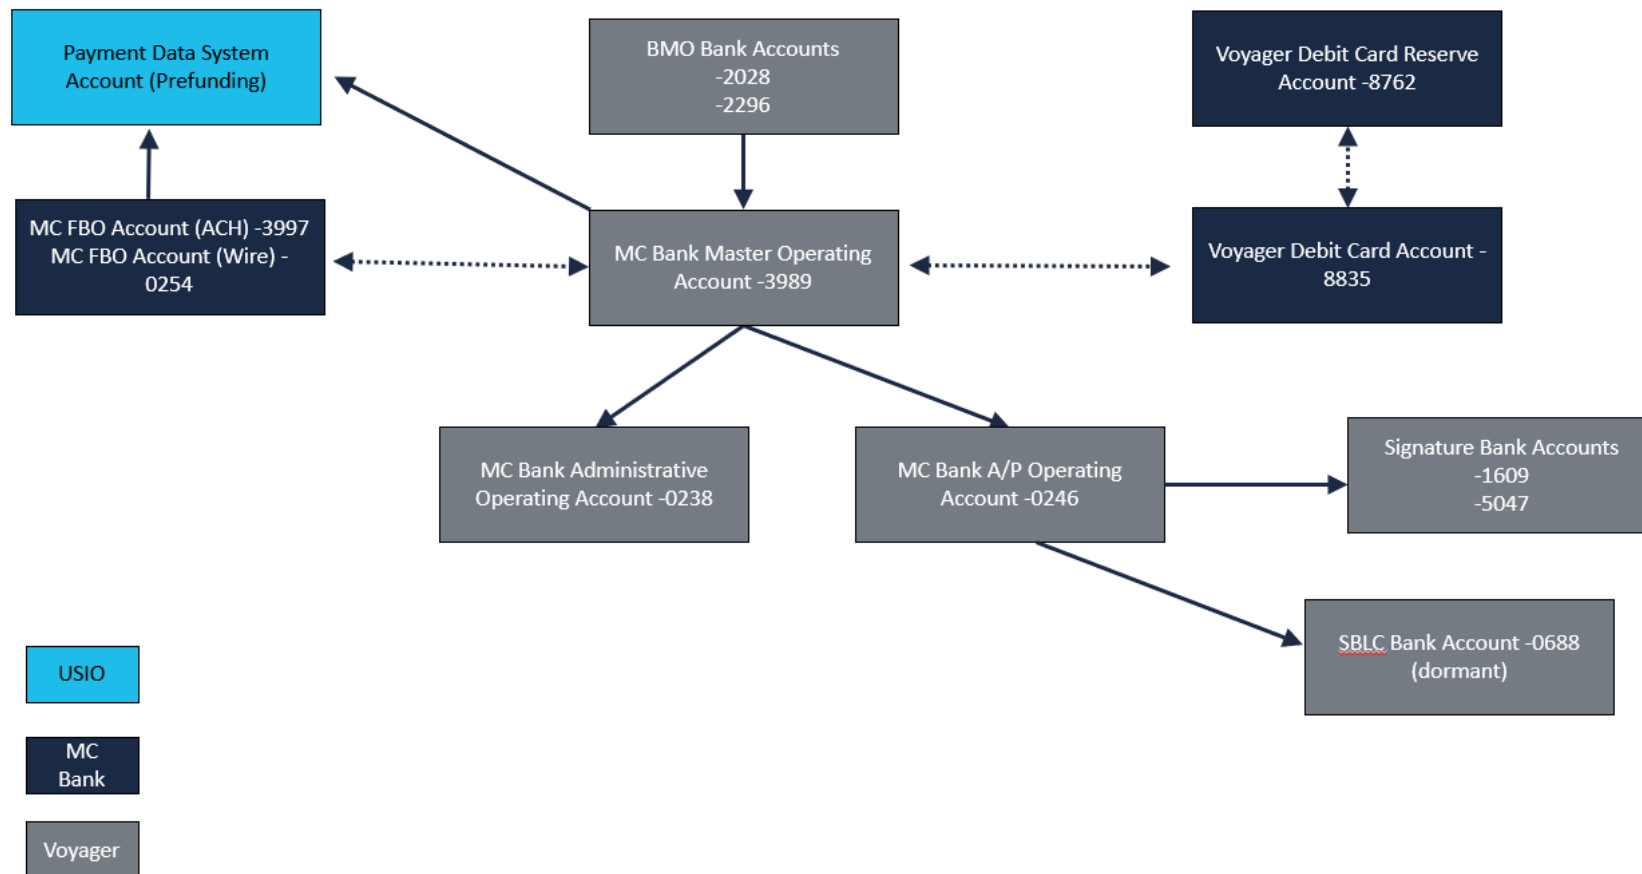 Payment Data System
Account (Prefunding)
BMO Bank Accounts
-2028
-2296
Voyager Debit Card Reserve
Account -8762
MC FBO Account (ACH) -3997
MC FBO Account (Wire) -
0254
MC Bank Master Operating
Account -3989
Voyager Debit Card Account -
8835
MC Bank Administrative
Operating Account -0238
MC Bank A/P Operating
Account -0246
Signature Bank Accounts
-1609
-5047
SBLC Bank Account -0688
(dormant)
USIO
MC
Bank
Voyager